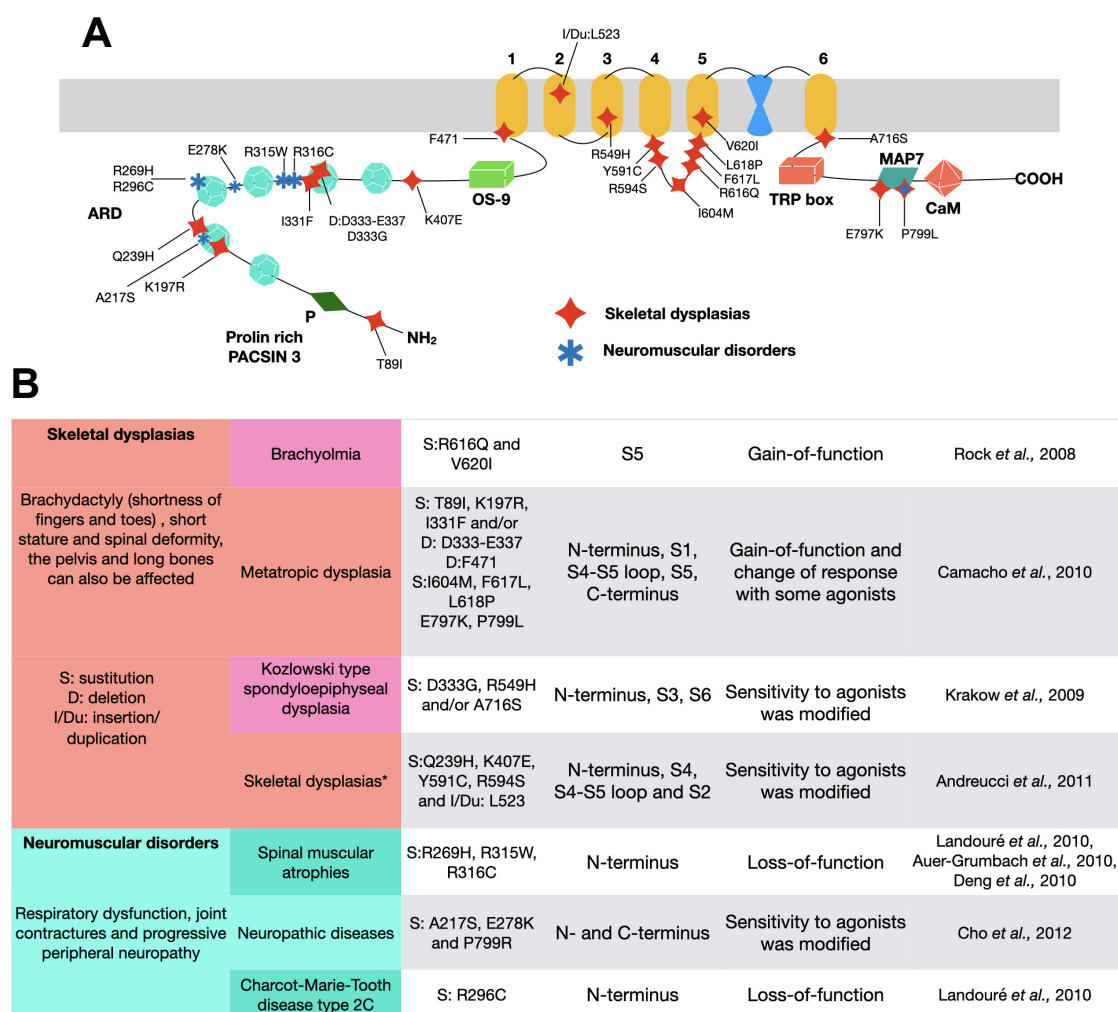 A
I/Du:L523
1
2
3
4
5
6
F471
R549H
Y591C
R594S
V620I
L618P
F617L
R616Q
I604M
A716S
MAP7
TRP box
CaM
COOH
E797K
P799L
OS-9
K407E
R269H
R296C
E278K
R315W
R316C
ARD
I331F
D:D333-E337
D333G
Q239H
A217S
K197R
P
Prolin rich
PACSIN 3
NH₂
T89I
Skeletal dysplasias
Neuromuscular disorders
B
Skeletal dysplasias
Brachydactyly (shortness of
fingers and toes) , short
stature and spinal deformity,
the pelvis and long bones
can also be affected
S: sustitution
D: deletion
I/Du: insertion/
duplication
Brachyolmia
S:R616Q and
V620I
S5
Gain-of-function
Rock et al., 2008
Metatropic dysplasia
S: T89I, K197R,
I331F and/or
D: D333-E337
D:F471
S:I604M, F617L,
L618P
E797K, P799L
N-terminus, S1,
S4-S5 loop, S5,
C-terminus
Gain-of-function and
change of response
with some agonists
Camacho et al., 2010
Kozlowski type
spondyloepiphyseal
dysplasia
S: D333G, R549H
and/or A716S
N-terminus, S3, S6
Sensitivity to agonists
was modified
Krakow et al., 2009
Skeletal dysplasias*
S:Q239H, K407E,
Y591C, R594S
and I/Du: L523
N-terminus, S4,
S4-S5 loop and S2
Sensitivity to agonists
was modified
Andreucci et al., 2011
Neuromuscular disorders
Respiratory dysfunction, joint
contractures and progressive
peripheral neuropathy
Spinal muscular
atrophies
S:R269H, R315W,
R316C
N-terminus
Loss-of-function
Landouré et al., 2010,
Auer-Grumbach et al., 2010,
Deng et al., 2010
Neuropathic diseases
S: A217S, E278K
and P799R
N- and C-terminus
Sensitivity to agonists
was modified
Cho et al., 2012
Charcot-Marie-Tooth
disease type 2C
S: R296C
N-terminus
Loss-of-function
Landouré et al., 2010